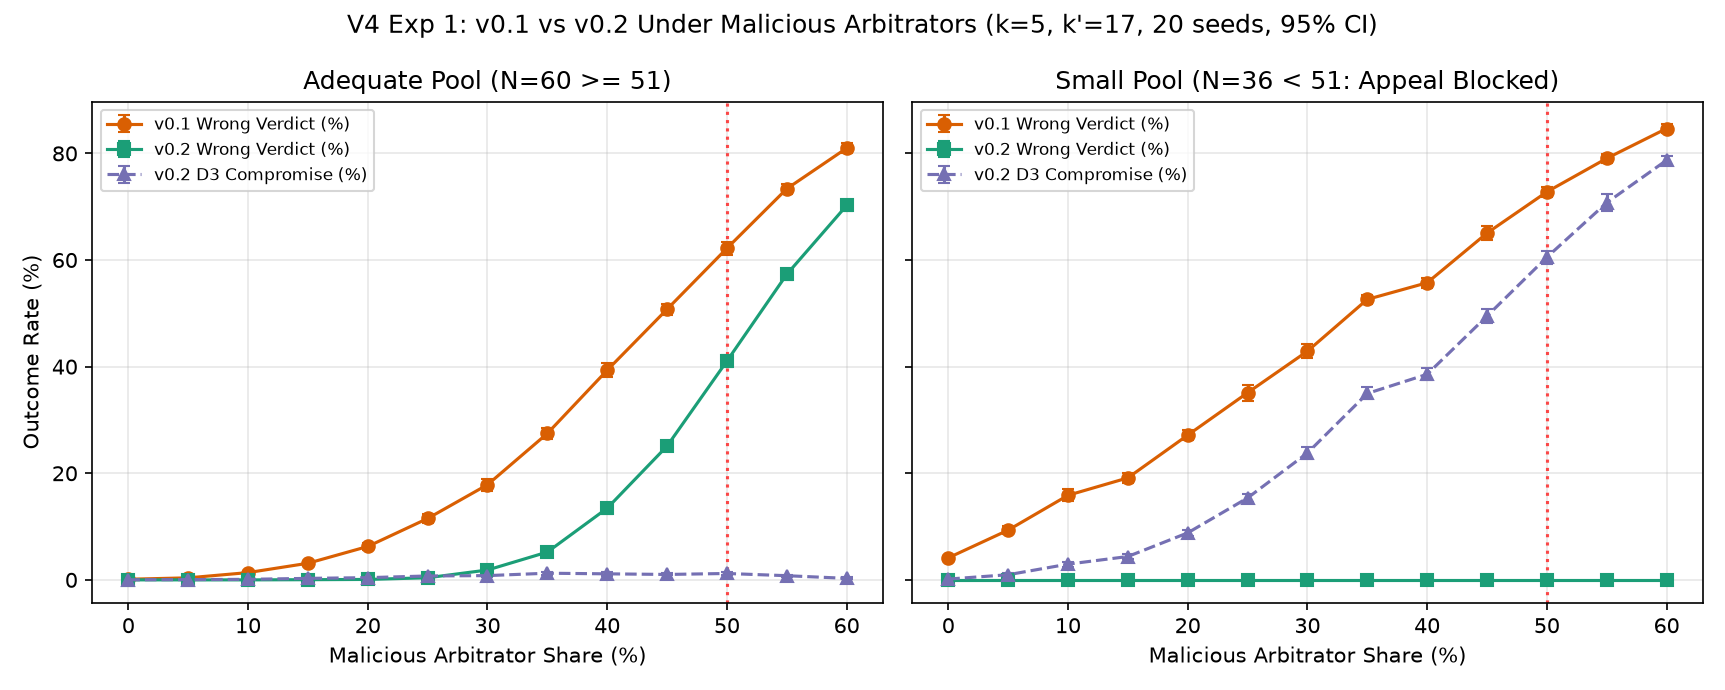 V4 Exp 1: v0.1 vs v0.2 Under Malicious Arbitrators (k=5, k'=17, 20 seeds, 95% CI)
Adequate Pool (N=60 >= 51)
v0.1 Wrong Verdict (%)
v0.2 Wrong Verdict (%)
v0.2 D3 Compromise (%)
Outcome Rate (%)
80
60
40
20
0
0 10 20 30 40 50 60
Malicious Arbitrator Share (%)
Small Pool (N=36 < 51: Appeal Blocked)
v0.1 Wrong Verdict (%)
v0.2 Wrong Verdict (%)
v0.2 D3 Compromise (%)
0 10 20 30 40 50 60
Malicious Arbitrator Share (%)